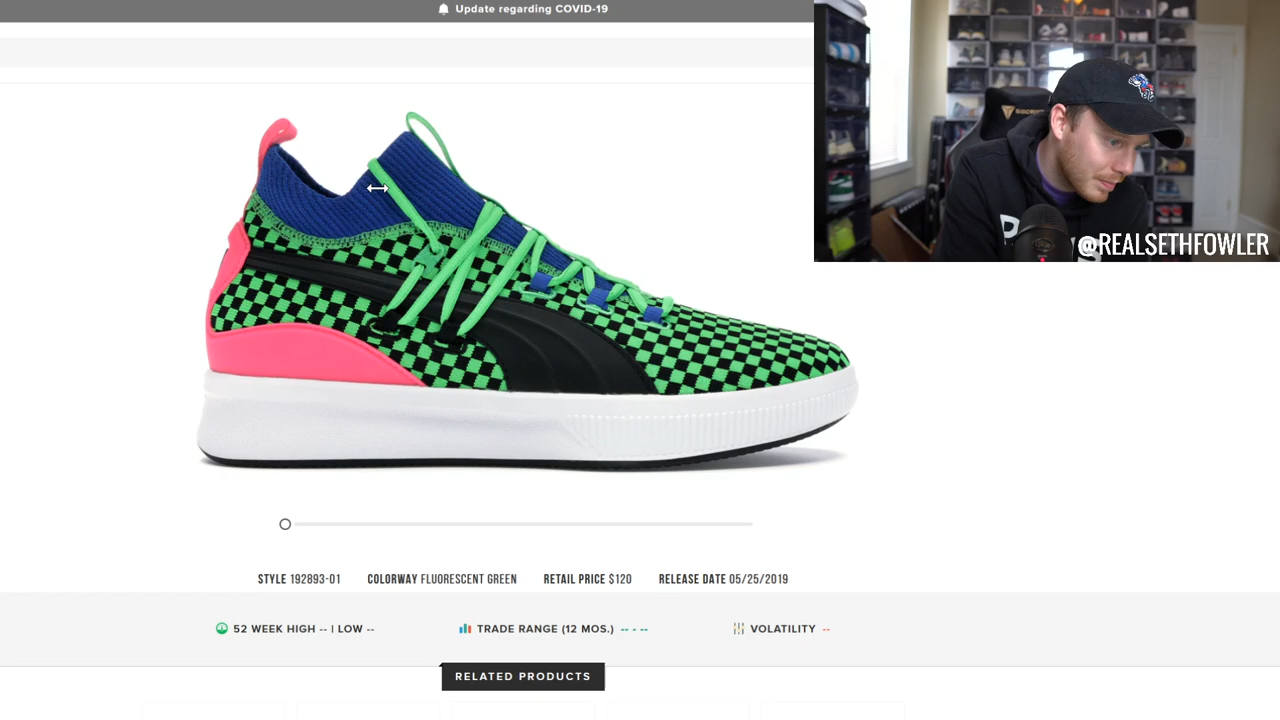 Update regarding COVID-19
@REALSETHFOWLER
STYLE 192893-01 COLORWAY FLUORESCENT GREEN RETAIL PRICE $120 RELEASE DATE 05/25/2019
52 WEEK HIGH -- | LOW -- TRADE RANGE (12 MOS.) -- - -- VOLATILITY --
RELATED PRODUCTS